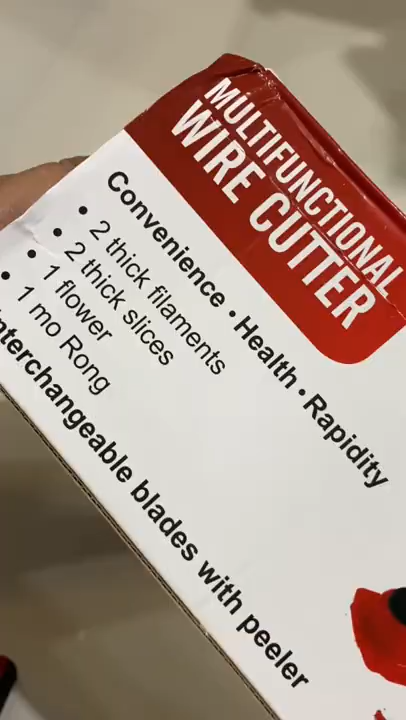 MULTIFUNCTIONAL
WIRE CUTTER
Convenience • Health • Rapidity
• 2 thick filaments
• 2 thick slices
• 1 flower
• 1 mo Rong
nterchangeable blades with peeler